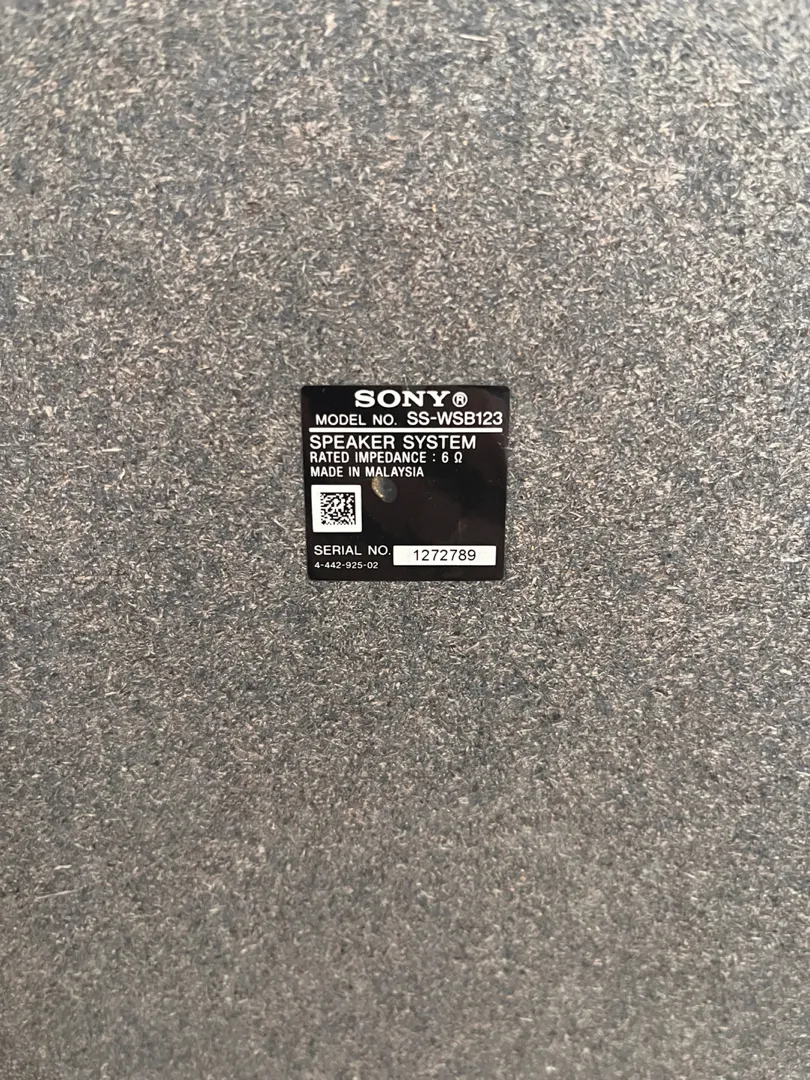 SONY®
MODEL NO. SS-WSB123
SPEAKER SYSTEM
RATED IMPEDANCE : 6 Ω
MADE IN MALAYSIA
SERIAL NO. 1272789
4-442-925-02